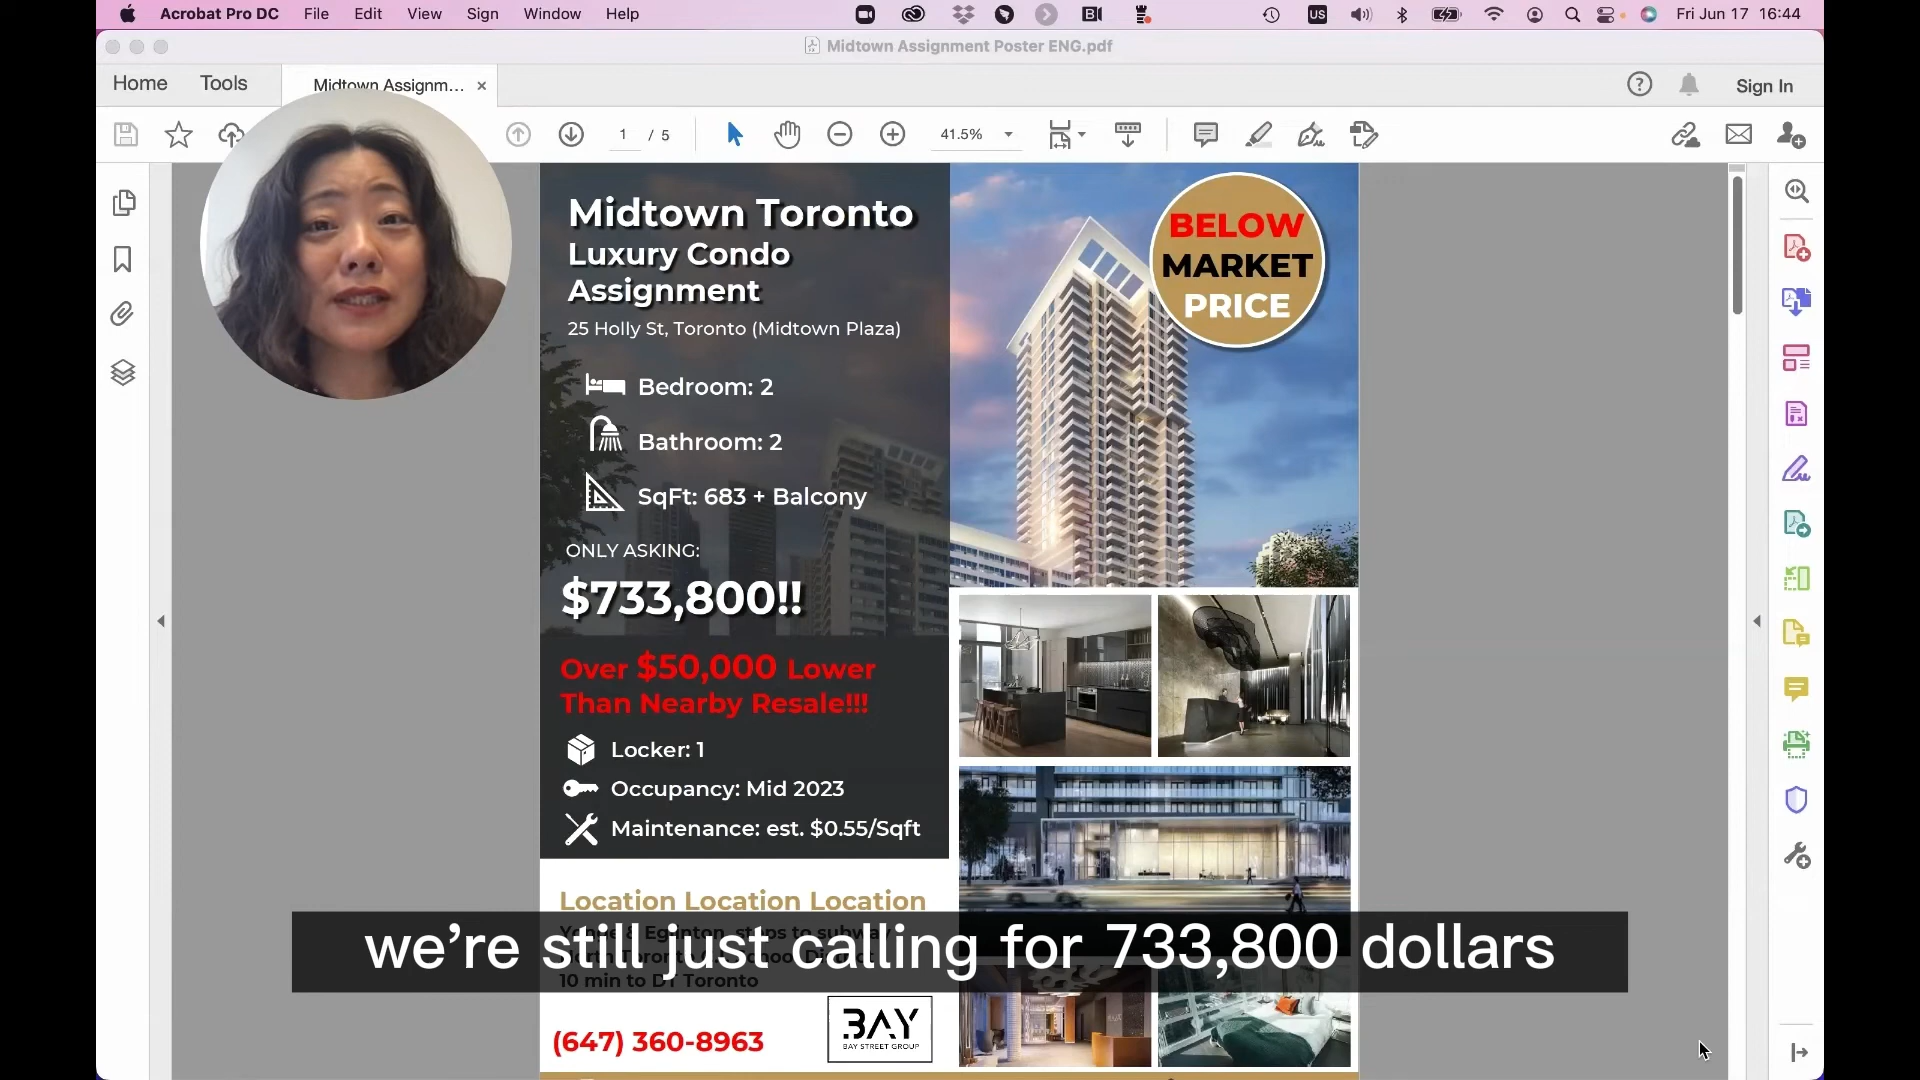 Acrobat Pro DC File Edit View Sign Window Help US Fri Jun 17 16:44
Midtown Assignment Poster ENG.pdf
Home Tools Midtown Assignm... × Sign In
1 / 5 41.5%
Midtown Toronto
Luxury Condo
Assignment
25 Holly St, Toronto (Midtown Plaza)
Bedroom: 2
Bathroom: 2
SqFt: 683 + Balcony
ONLY ASKING:
$733,800!!
Over $50,000 Lower
Than Nearby Resale!!!
Locker: 1
Occupancy: Mid 2023
Maintenance: est. $0.55/Sqft
BELOW
MARKET
PRICE
Location Location Location
we're still just calling for 733,800 dollars
10 min to DT Toronto
(647) 360-8963
BAY
BAY STREET GROUP